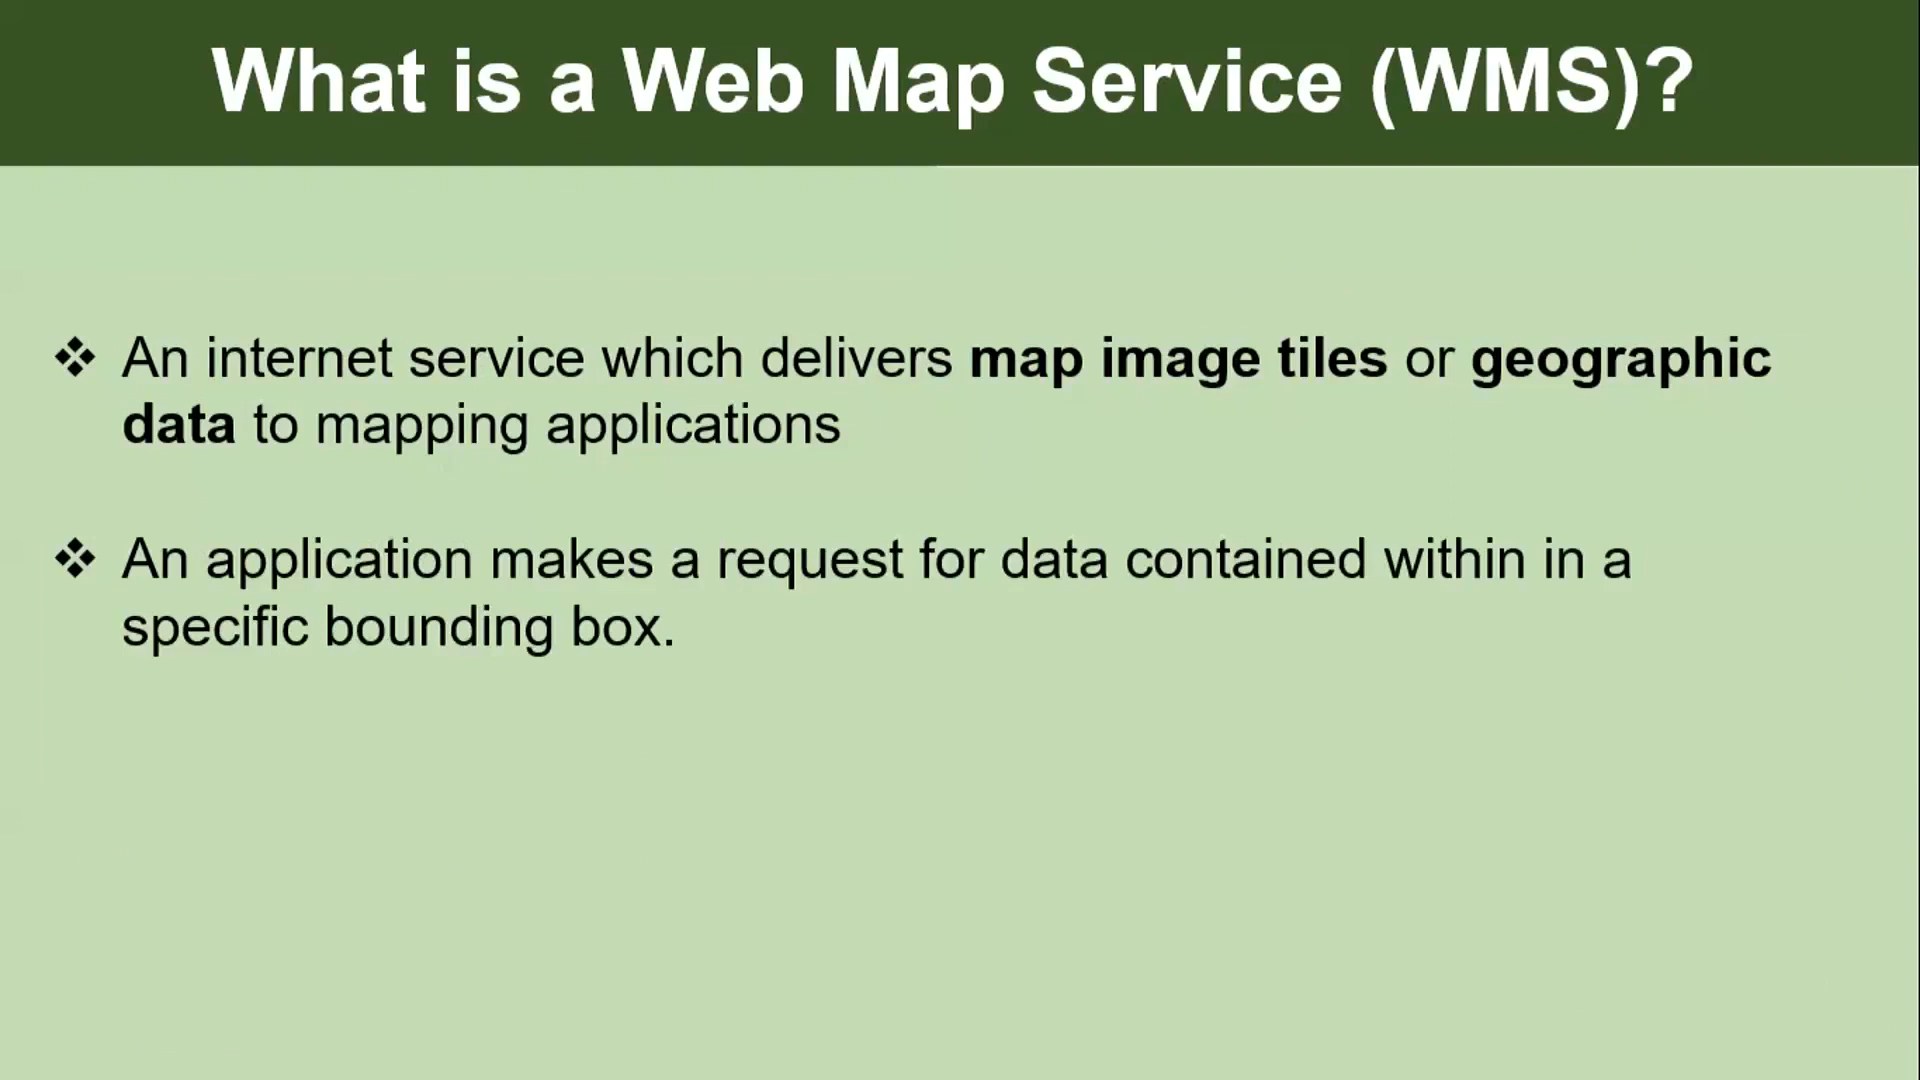 What is a Web Map Service (WMS)?
❖ An internet service which delivers map image tiles or geographic
data to mapping applications
❖ An application makes a request for data contained within in a
specific bounding box.